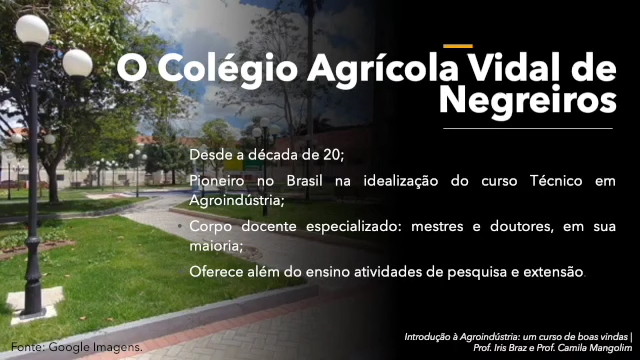 O Colégio Agrícola Vidal de
Negreiros
Desde a década de 20;
Pioneiro no Brasil na idealização do curso Técnico em
Agroindústria;
Corpo docente especializado: mestres e doutores, em sua
maioria;
Oferece além do ensino atividades de pesquisa e extensão.
Introdução à Agroindústria: um curso de boas vindas |
Prof. Iris Braz e Prof. Camila Mangolim
Fonte: Google Imagens.